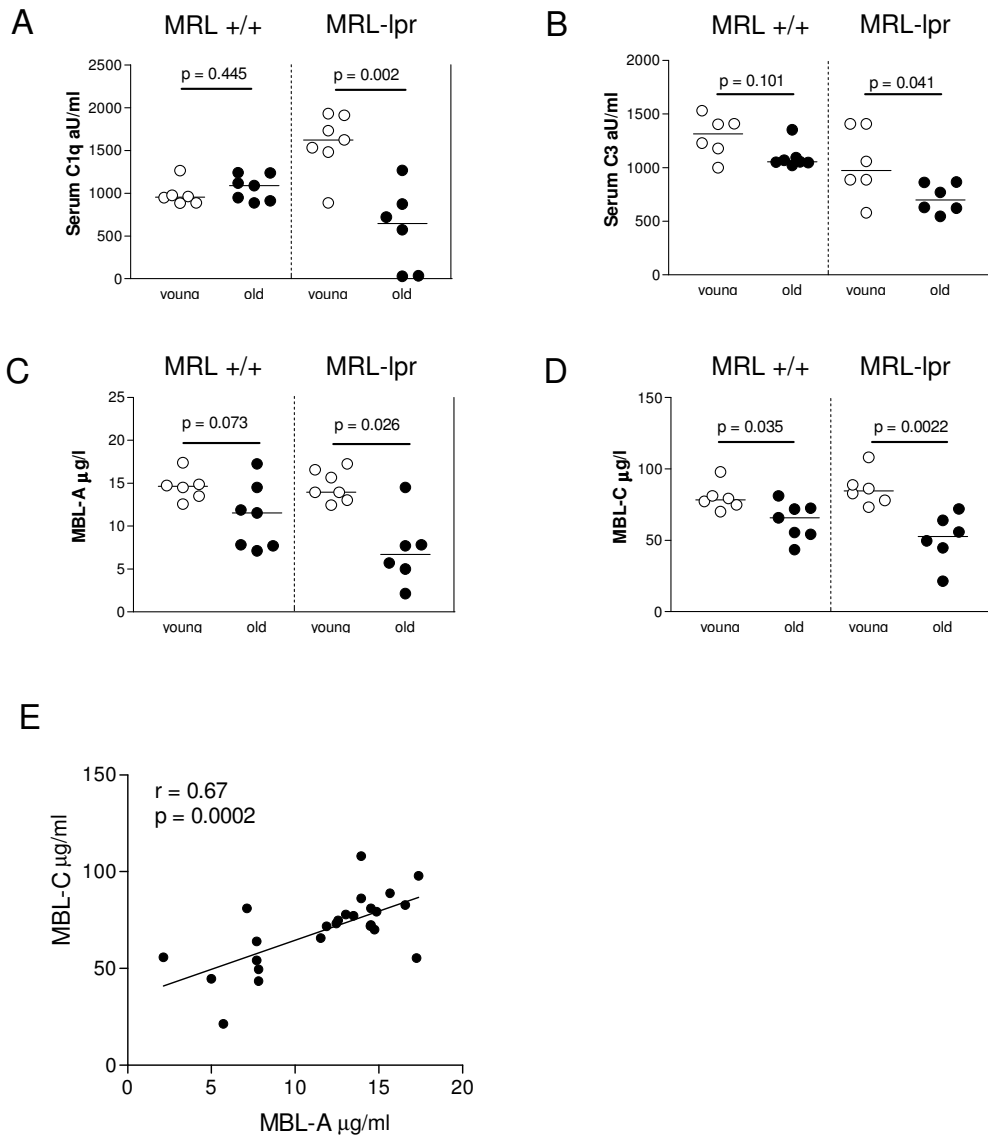 A
MRL +/+
MRL-lpr
p = 0.445
p = 0.002
Serum C1q aU/ml
2500
2000
1500
1000
500
0
young
old
young
old
B
MRL +/+
MRL-lpr
p = 0.101
p = 0.041
Serum C3 aU/ml
2000
1500
1000
500
0
young
old
young
old
C
MRL +/+
MRL-lpr
p = 0.073
p = 0.026
MBL-A μg/l
25
20
15
10
5
0
young
old
young
old
D
MRL +/+
MRL-lpr
p = 0.035
p = 0.0022
MBL-C μg/l
150
100
50
0
young
old
young
old
E
r = 0.67
p = 0.0002
MBL-C μg/ml
150
100
50
0
0
5
10
15
20
MBL-A μg/ml